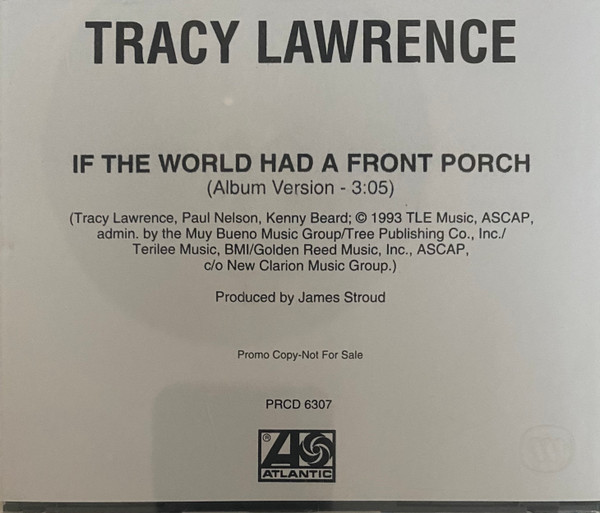 TRACY LAWRENCE
IF THE WORLD HAD A FRONT PORCH
(Album Version - 3:05)
(Tracy Lawrence, Paul Nelson, Kenny Beard; © 1993 TLE Music, ASCAP,
admin. by the Muy Bueno Music Group/Tree Publishing Co., Inc./
Terilee Music, BMI/Golden Reed Music, Inc., ASCAP,
c/o New Clarion Music Group.)
Produced by James Stroud
Promo Copy-Not For Sale
PRCD 6307
®
ATLANTIC